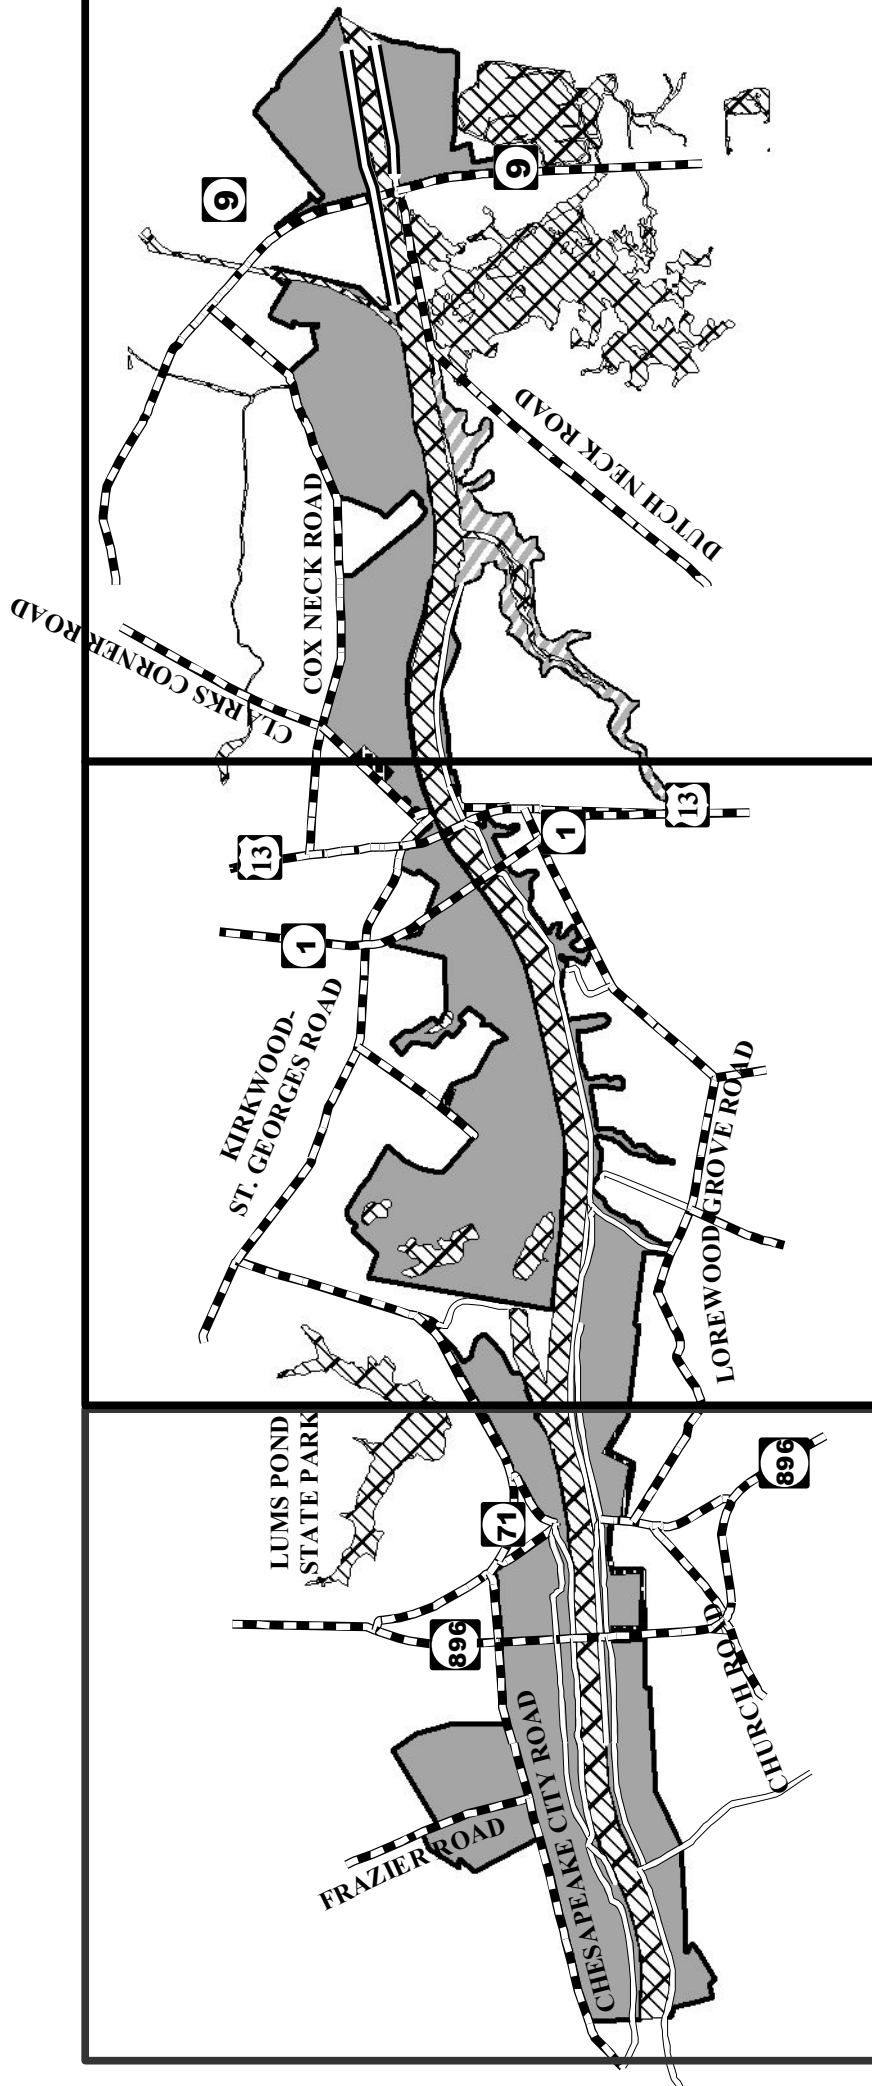 9
9
DUTCH NECK ROAD
COX NECK ROAD
CLARKS CORNER ROAD
13
13
1
1
KIRKWOOD-
ST. GEORGES ROAD
LOREWOOD GROVE ROAD
LUMS POND
STATE PARK
896
71
896
CHURCH ROAD
CHESAPEAKE CITY ROAD
FRAZIER ROAD